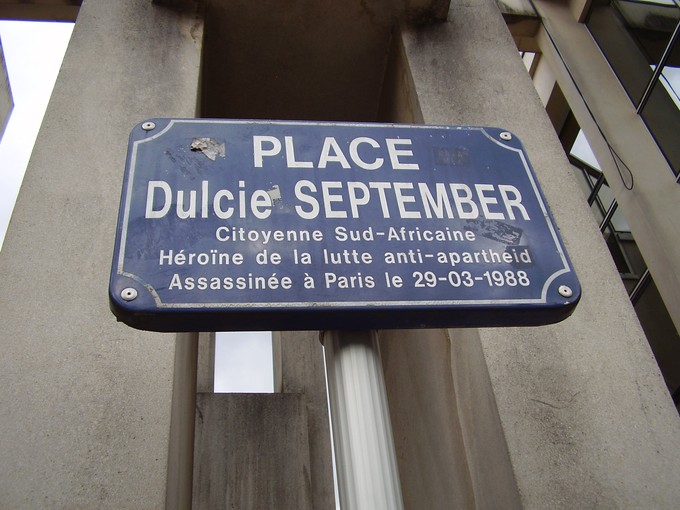 PLACE
Dulcie SEPTEMBER
Citoyenne Sud-Africaine
Héroïne de la lutte anti-apartheid
Assassinée à Paris le 29-03-1988